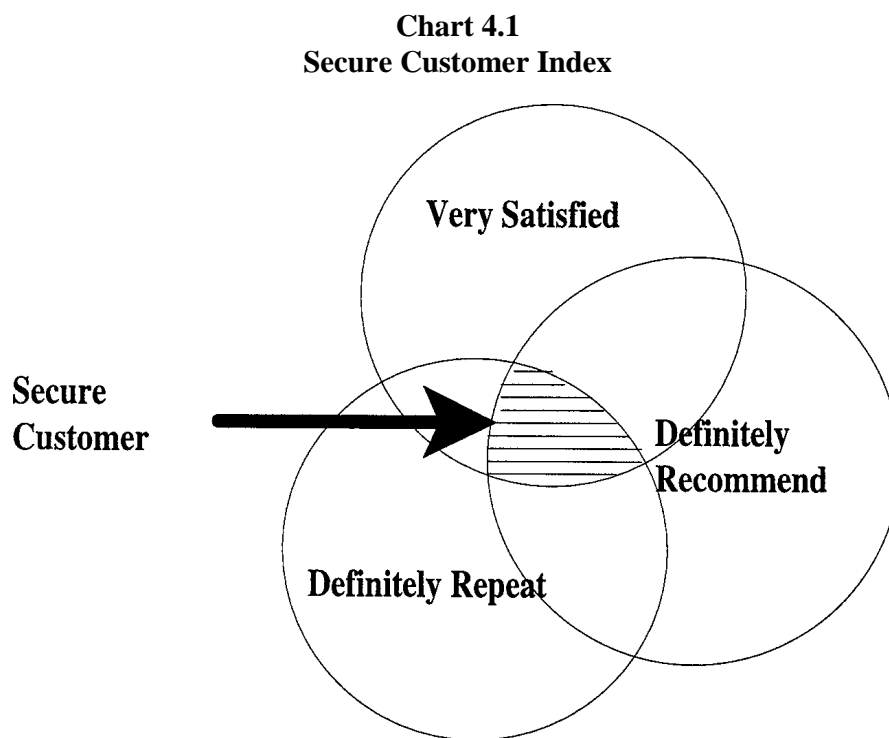 Chart 4.1
Secure Customer Index
Very Satisfied
Secure
Customer
Definitely
Recommend
Definitely Repeat